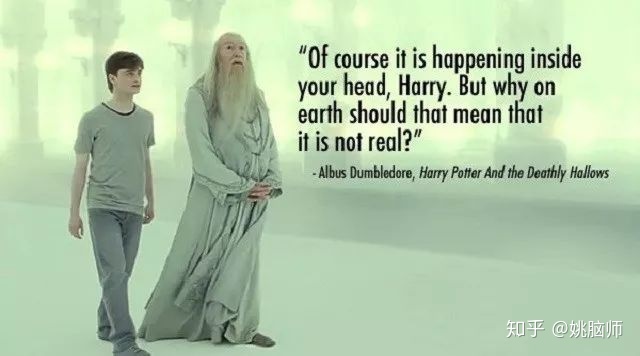 “Of course it is happening inside
your head, Harry. But why on
earth should that mean that
it is not real?”
- Albus Dumbledore, Harry Potter And the Deathly Hallows
知乎 @姚脑师